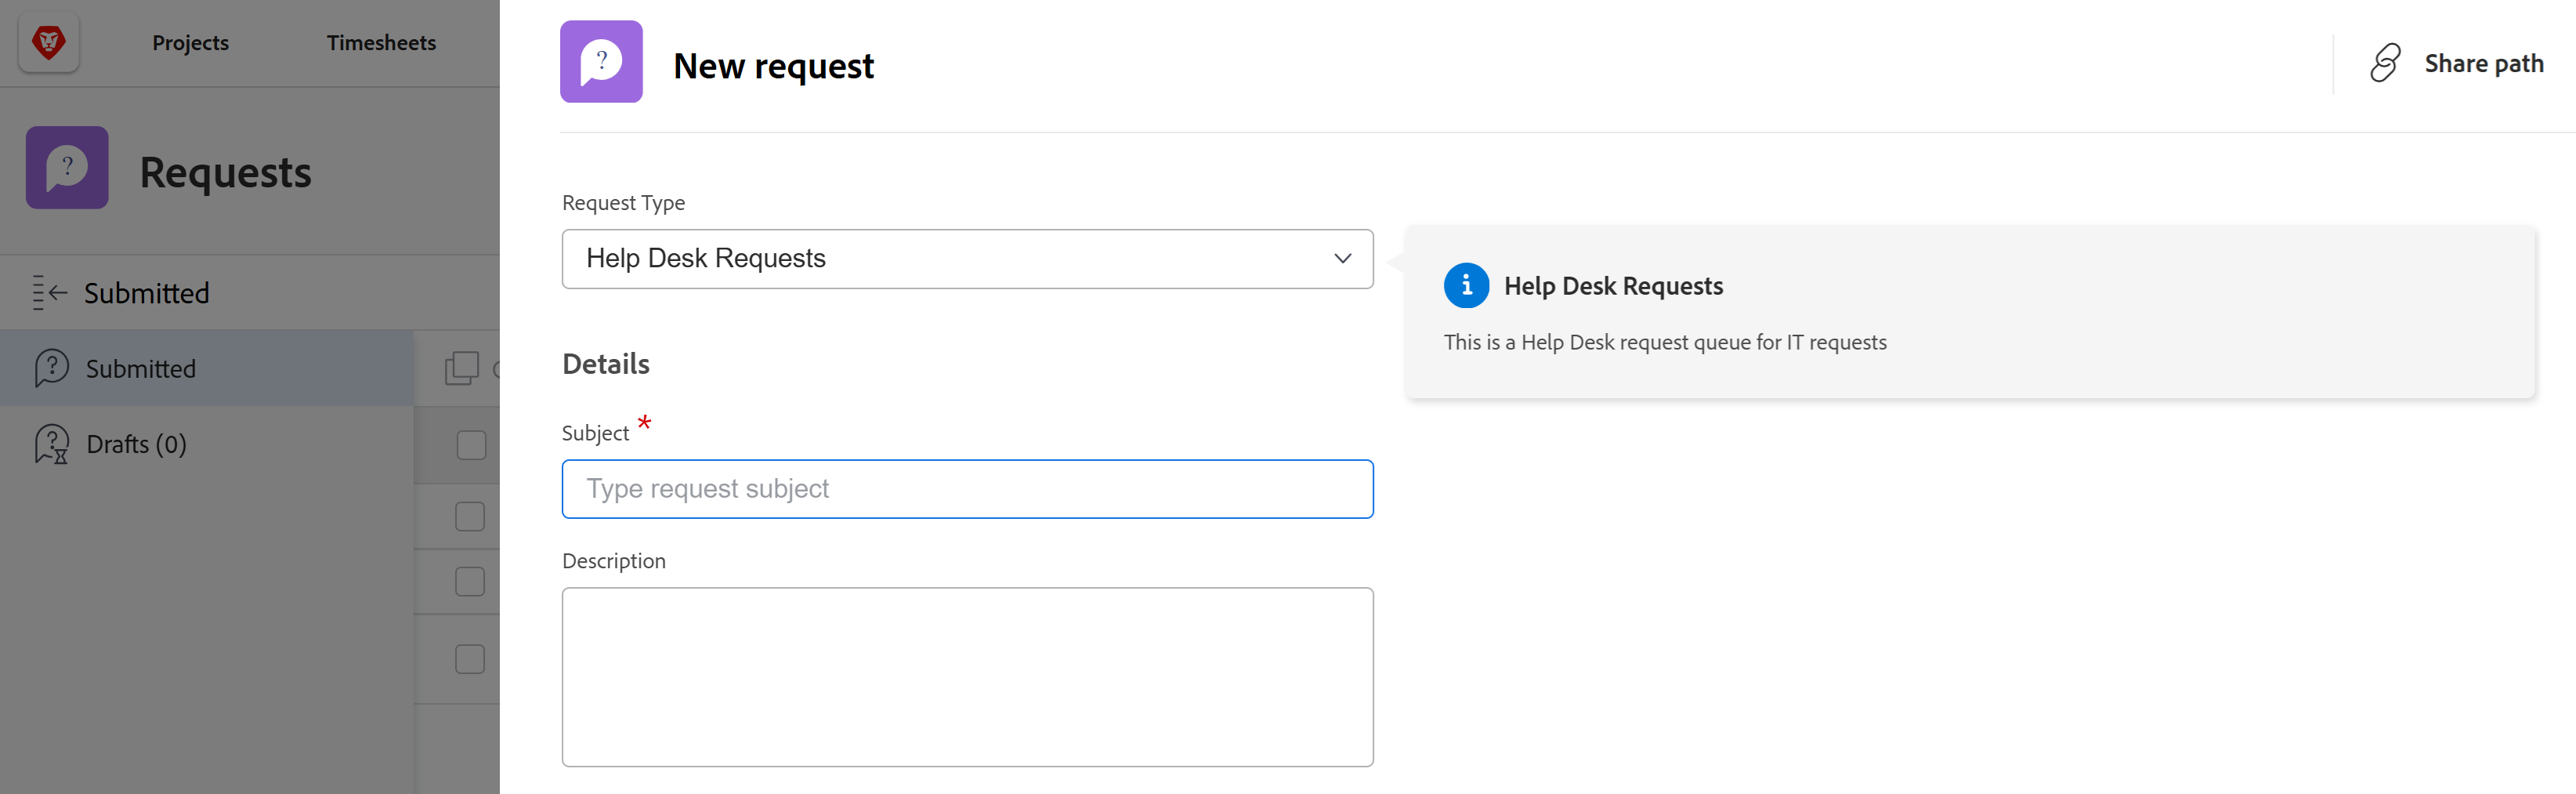 Projects
Timesheets
Requests
Submitted
Submitted
Drafts (0)
New request
Share path
Request Type
Help Desk Requests
Help Desk Requests
This is a Help Desk request queue for IT requests
Details
Subject *
Type request subject
Description